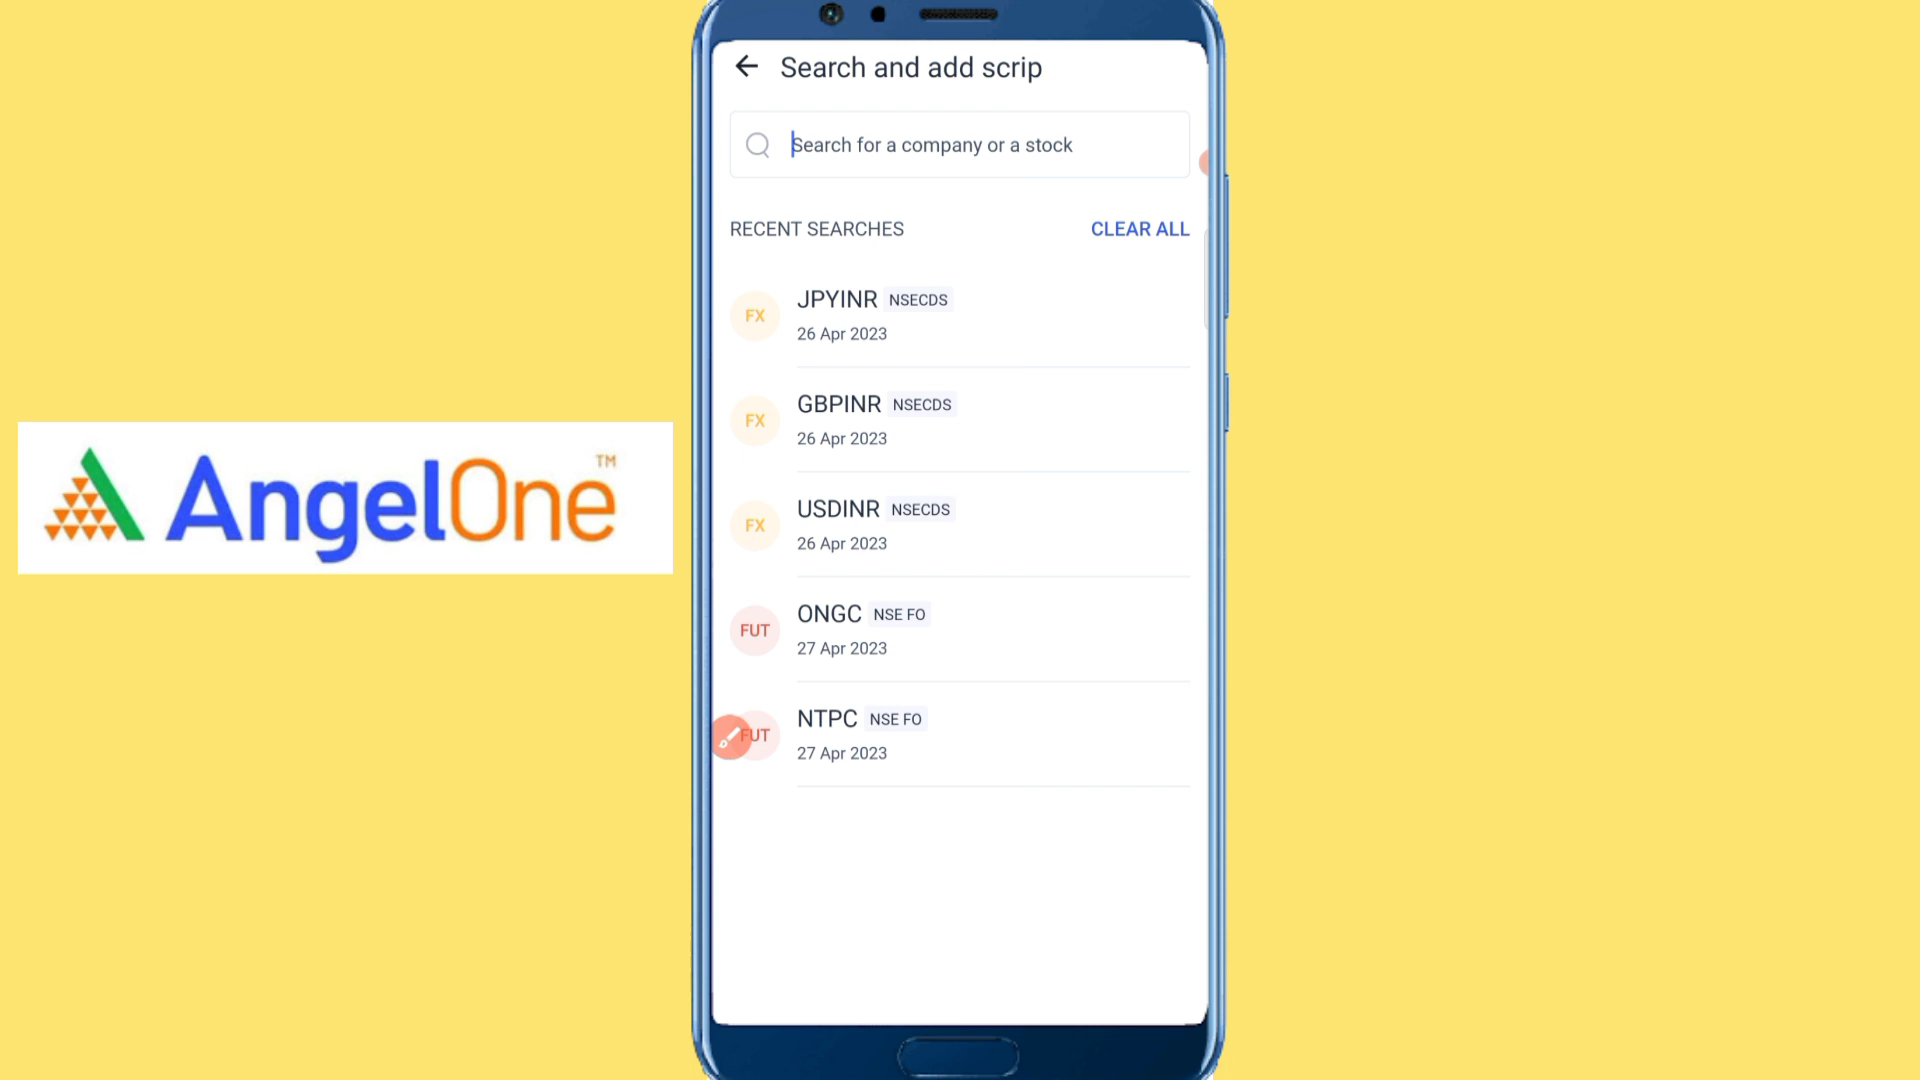 Search and add scrip
Search for a company or a stock
RECENT SEARCHES CLEAR ALL
FX JPYINR NSECDS
26 Apr 2023
FX GBPINR NSECDS
26 Apr 2023
AngelOne™
FX USDINR NSECDS
26 Apr 2023
FUT ONGC NSE FO
27 Apr 2023
FUT NTPC NSE FO
27 Apr 2023